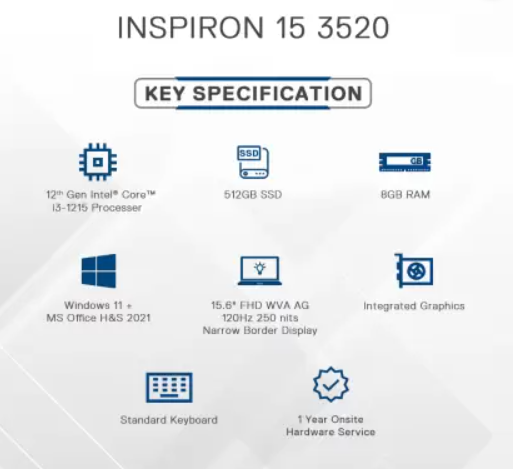 INSPIRON 15 3520
KEY SPECIFICATION
SSD
GB
12th Gen Intel® Core™
i3-1215 Processer
512GB SSD
8GB RAM
Windows 11 +
MS Office H&S 2021
15.6" FHD WVA AG
120Hz 250 nits
Narrow Border Display
Integrated Graphics
Standard Keyboard
1 Year Onsite
Hardware Service